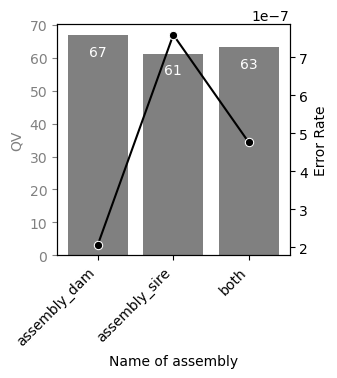 1e−7
70
60
50
40
30
20
10
0
QV
67
61
63
7
6
5
4
3
2
Error Rate
assembly_dam
assembly_sire
both
Name of assembly